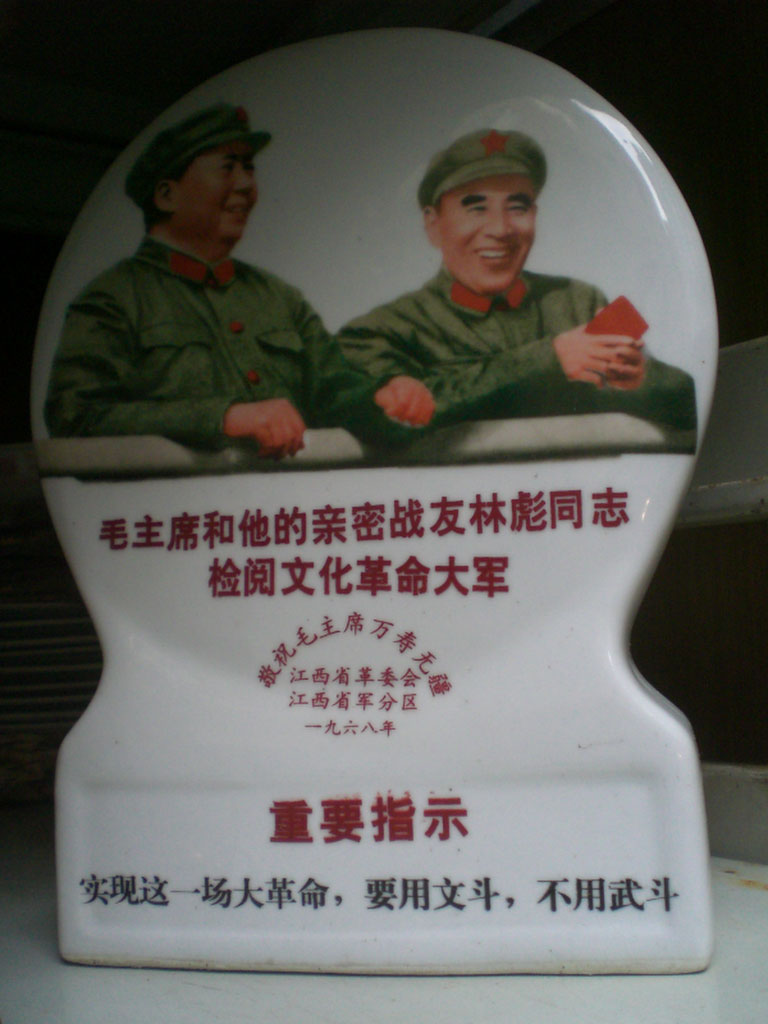 毛主席和他的亲密战友林彪同志
检阅文化革命大军
敬祝毛主席万寿无疆
江西省革委会
江西省军分区
一九六八年
重要指示
实现这一场大革命，要用文斗，不用武斗